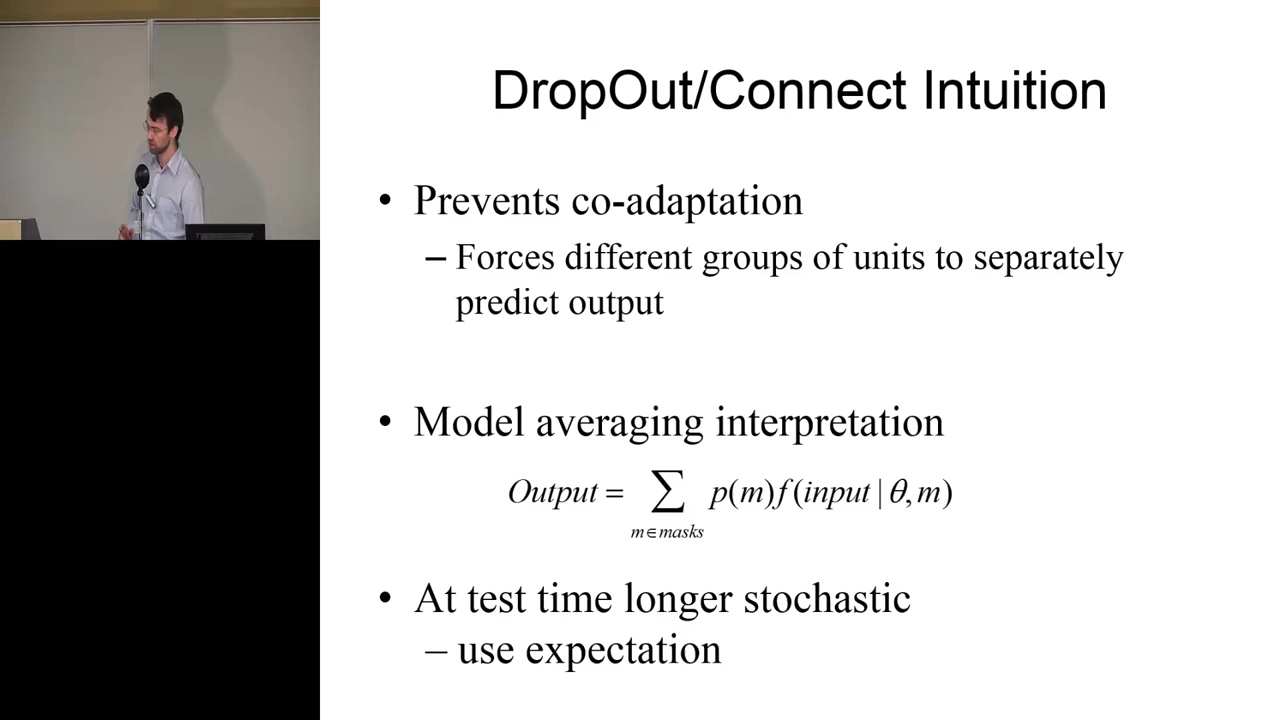 DropOut/Connect Intuition
• Prevents co-adaptation
– Forces different groups of units to separately
predict output
• Model averaging interpretation
Output = ∑ p(m)f(input | θ, m)
m∈masks
• At test time longer stochastic
– use expectation